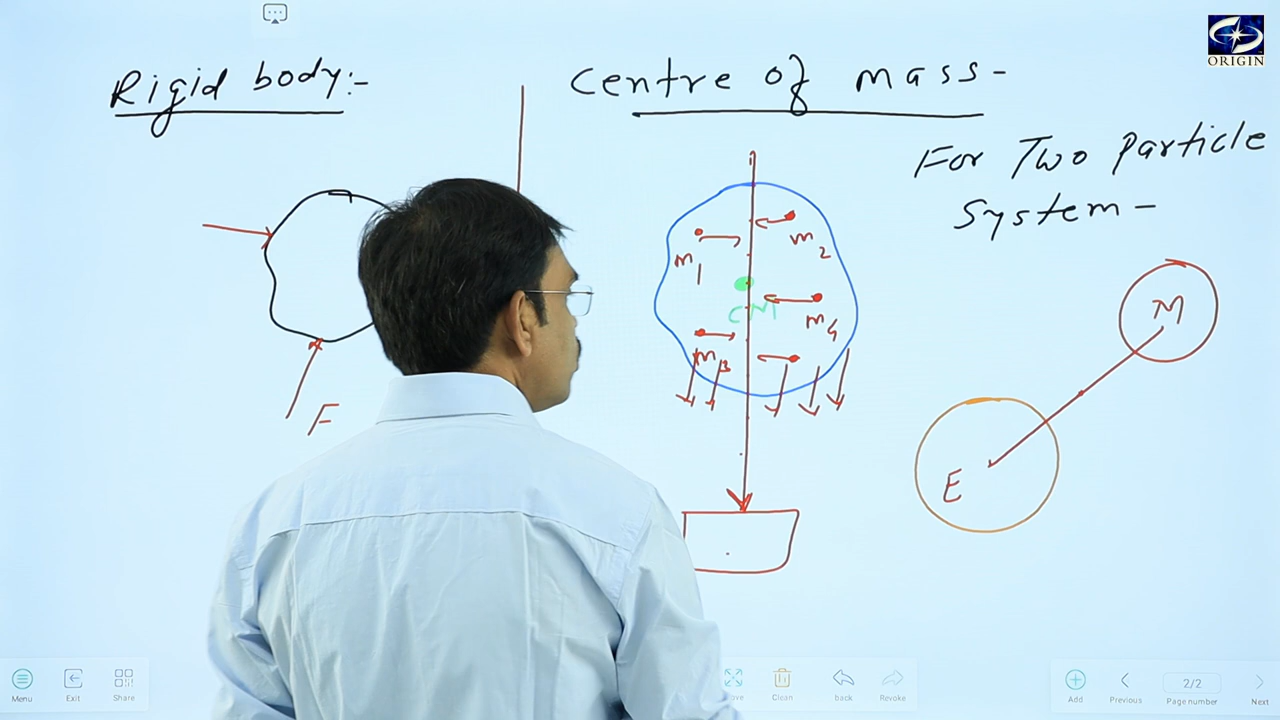 ORIGIN
Rigid body:-
Centre of mass-
For Two Particle
System-
m1
m2
CM
m4
m3
F
M
E
Menu
Exit
Share
Clean
back
Revoke
Add
Previous
2/2
Page number
Next